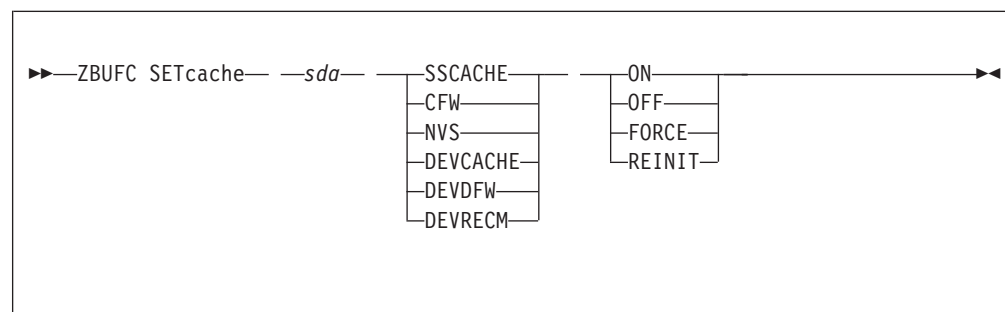 ZBUFC SETcache sda SSCACHE ON
CFW OFF
NVS FORCE
DEVCACHE REINIT
DEVDFW
DEVRECM